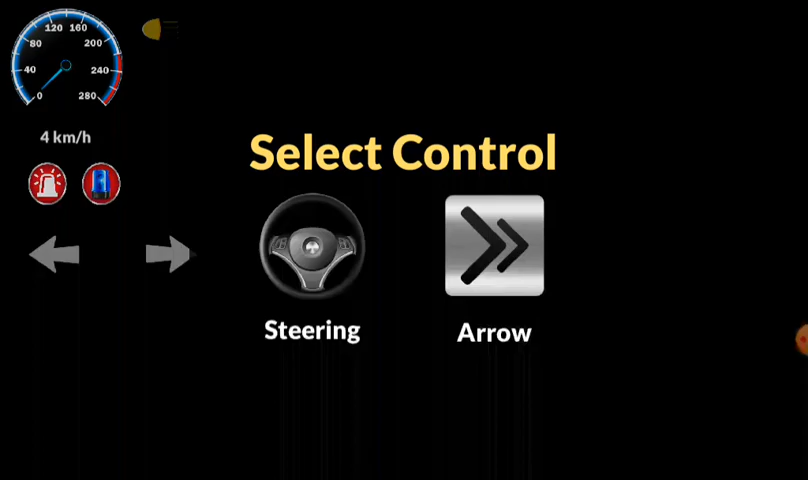 120 160
80 200
40 240
0 280
4 km/h
Select Control
Steering
Arrow